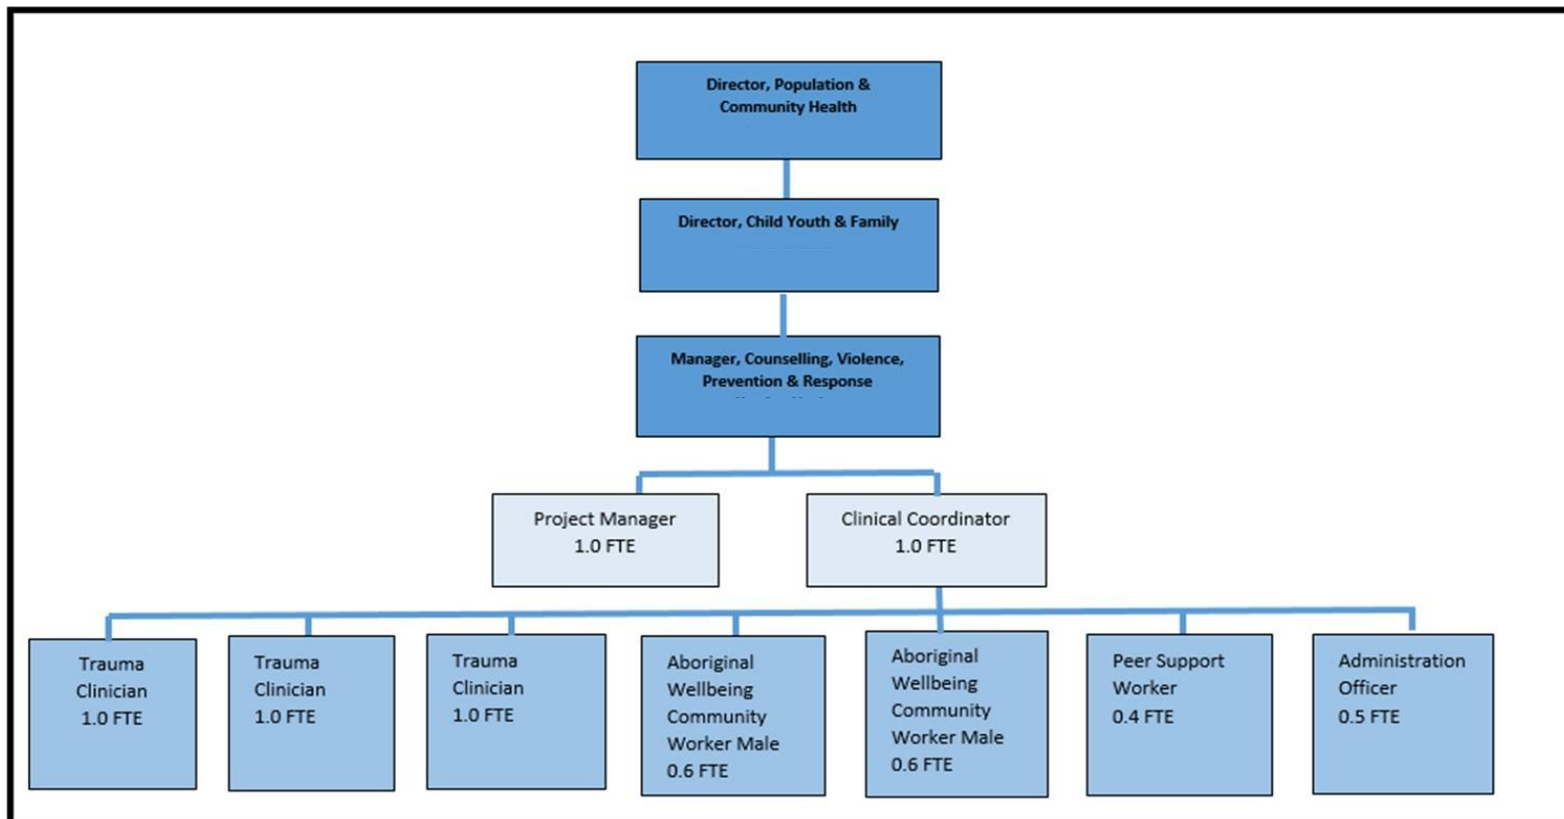 Director, Population &
Community Health
Director, Child Youth & Family
Manager, Counselling, Violence,
Prevention & Response
Project Manager
1.0 FTE
Clinical Coordinator
1.0 FTE
Trauma
Clinician
1.0 FTE
Trauma
Clinician
1.0 FTE
Trauma
Clinician
1.0 FTE
Aboriginal
Wellbeing
Community
Worker Male
0.6 FTE
Aboriginal
Wellbeing
Community
Worker Male
0.6 FTE
Peer Support
Worker
0.4 FTE
Administration
Officer
0.5 FTE